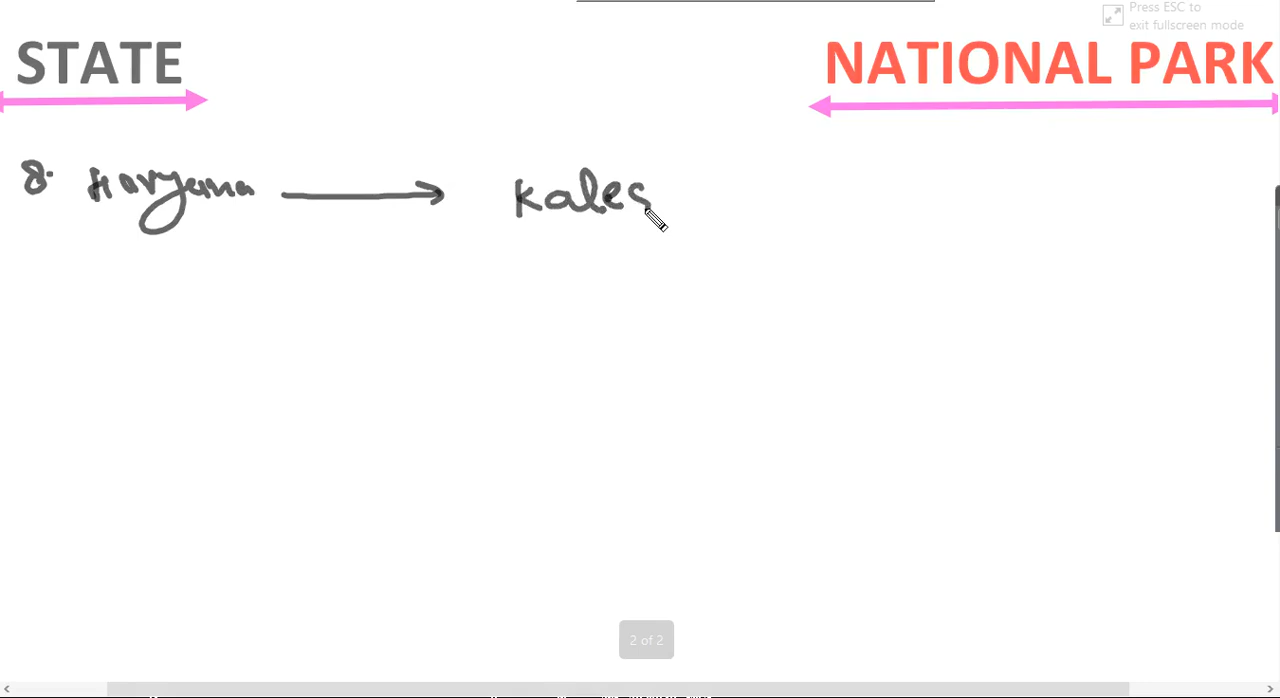 Press ESC to
exit fullscreen mode
STATE NATIONAL PARK
8. Haryana → Kales
2 of 2